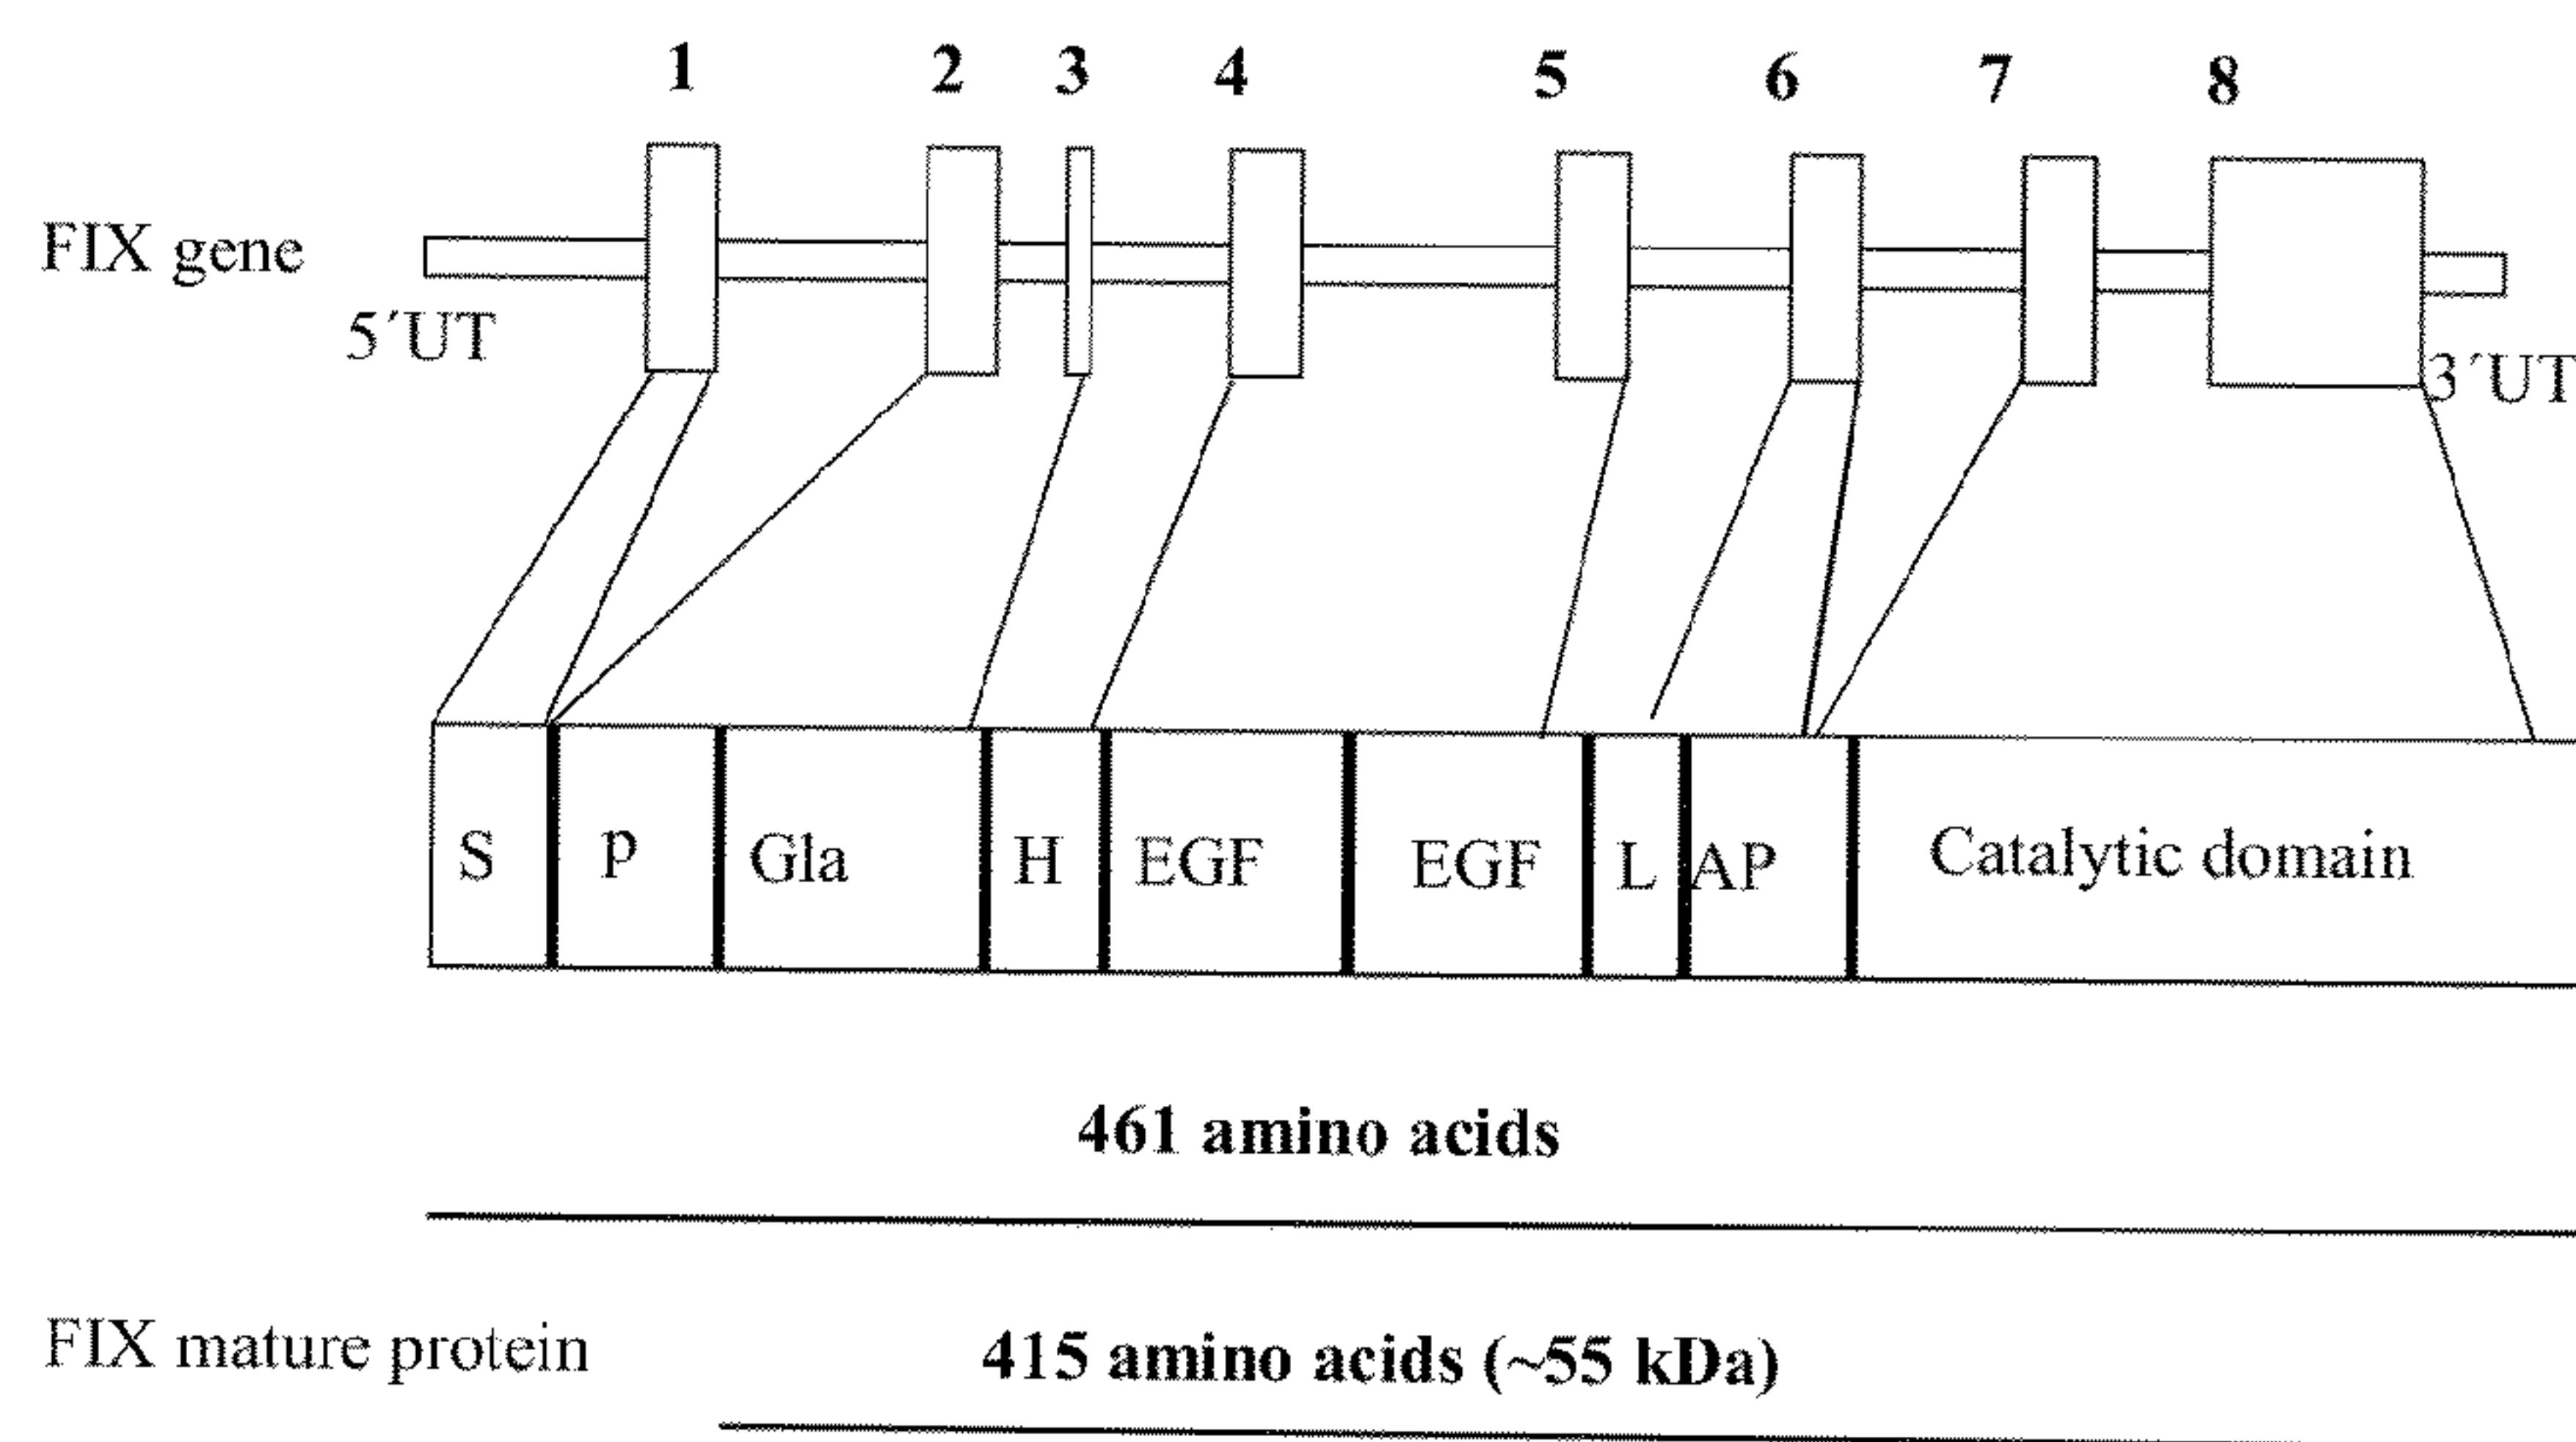 1 2 3 4 5 6 7 8
FIX gene
5´UT
3´UT
S p Gla H EGF EGF L AP Catalytic domain
461 amino acids
FIX mature protein 415 amino acids (~55 kDa)